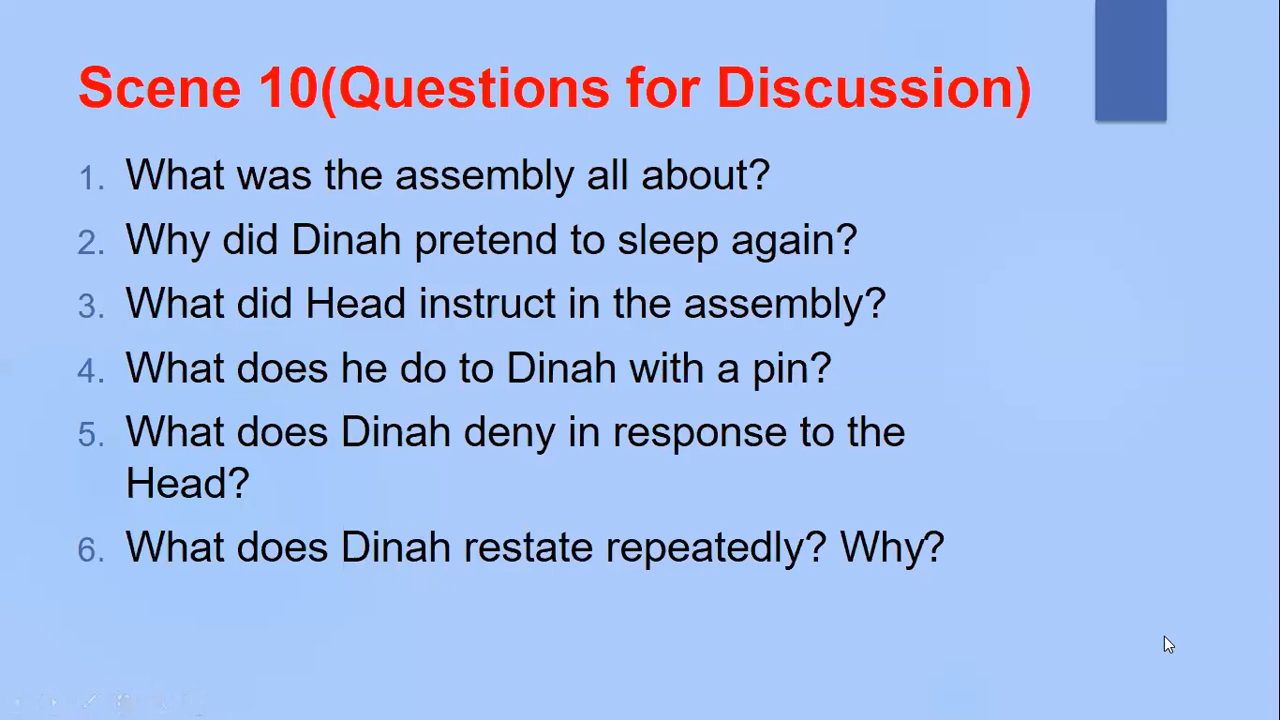 Scene 10(Questions for Discussion)
1. What was the assembly all about?
2. Why did Dinah pretend to sleep again?
3. What did Head instruct in the assembly?
4. What does he do to Dinah with a pin?
5. What does Dinah deny in response to the
Head?
6. What does Dinah restate repeatedly? Why?